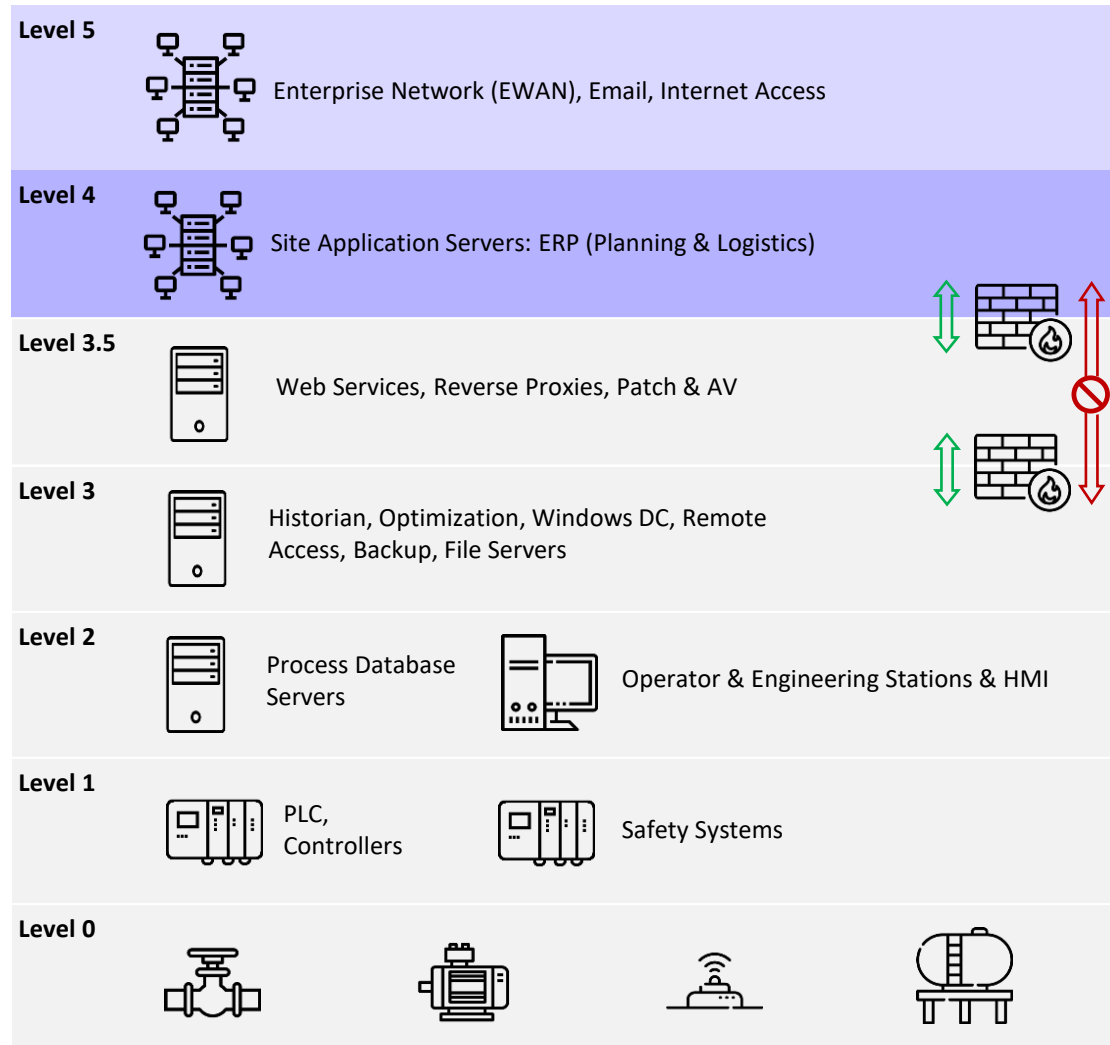 Level 5
Enterprise Network (EWAN), Email, Internet Access
Level 4
Site Application Servers: ERP (Planning & Logistics)
Level 3.5
Web Services, Reverse Proxies, Patch & AV
Level 3
Historian, Optimization, Windows DC, Remote
Access, Backup, File Servers
Level 2
Process Database
Servers
Operator & Engineering Stations & HMI
Level 1
PLC,
Controllers
Safety Systems
Level 0